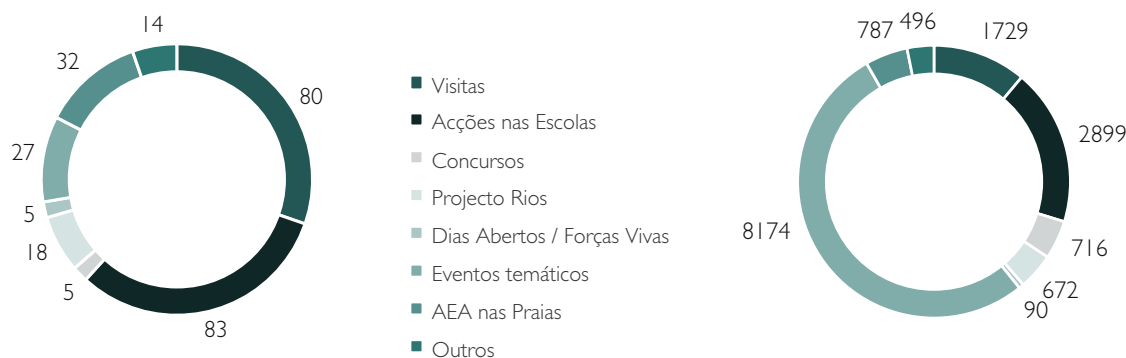 14
32
80
27
5
18
5
83
Visitas
Acções nas Escolas
Concursos
Projecto Rios
Dias Abertos / Forças Vivas
Eventos temáticos
AEA nas Praias
Outros
787
496
1729
2899
8174
716
672
90